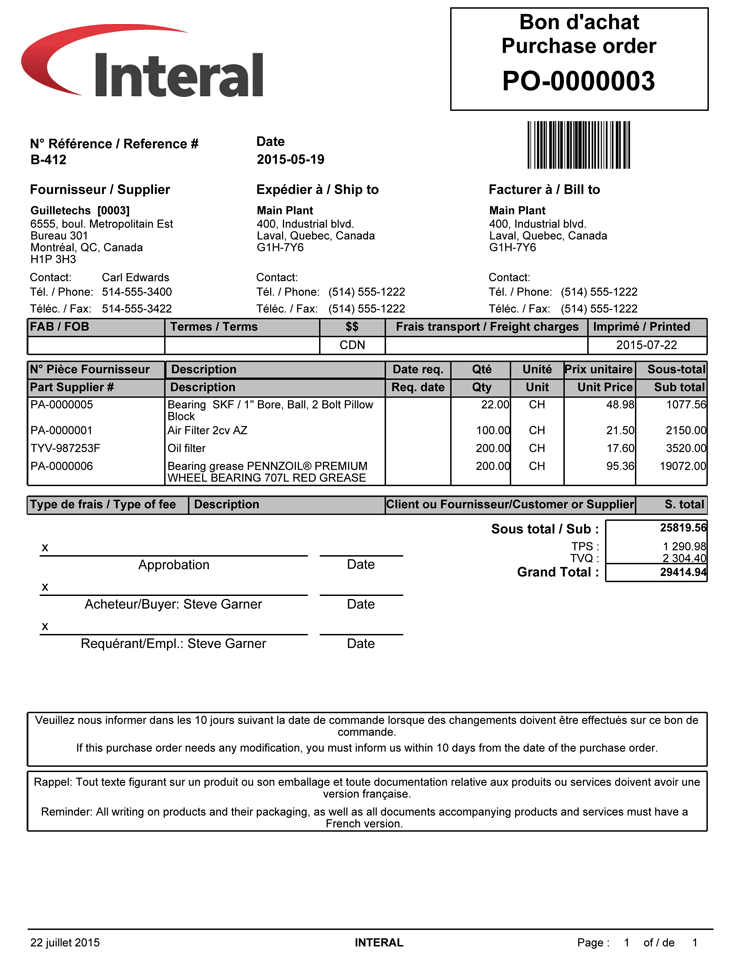 Interal
Bon d'achat
Purchase order
PO-0000003
N° Référence / Reference # Date
B-412 2015-05-19
Fournisseur / Supplier Expédier à / Ship to Facturer à / Bill to
Guilletechs [0003] Main Plant Main Plant
6555, boul. Metropolitain Est 400, Industrial blvd. 400, Industrial blvd.
Bureau 301 Laval, Quebec, Canada Laval, Quebec, Canada
Montréal, QC, Canada G1H-7Y6 G1H-7Y6
H1P 3H3
Contact: Carl Edwards Contact: Contact:
Tél. / Phone: 514-555-3400 Tél. / Phone: (514) 555-1222 Tél. / Phone: (514) 555-1222
Téléc. / Fax: 514-555-3422 Téléc. / Fax: (514) 555-1222 Téléc. / Fax: (514) 555-1222
FAB / FOB Termes / Terms $$ Frais transport / Freight charges Imprimé / Printed
CDN 2015-07-22
N° Pièce Fournisseur Description Date req. Qté Unité Prix unitaire Sous-total
Part Supplier # Description Req. date Qty Unit Unit Price Sub total
PA-0000005 Bearing SKF / 1" Bore, Ball, 2 Bolt Pillow 22.00 CH 48.98 1077.56
Block
PA-0000001 Air Filter 2cv AZ 100.00 CH 21.50 2150.00
TYV-987253F Oil filter 200.00 CH 17.60 3520.00
PA-0000006 Bearing grease PENNZOIL® PREMIUM 200.00 CH 95.36 19072.00
WHEEL BEARING 707L RED GREASE
Type de frais / Type of fee Description Client ou Fournisseur/Customer or Supplier S. total
Sous total / Sub : 25819.56
TPS : 1 290.98
TVQ : 2 304.40
Grand Total : 29414.94
x
Approbation Date
x
Acheteur/Buyer: Steve Garner Date
x
Requérant/Empl.: Steve Garner Date
Veuillez nous informer dans les 10 jours suivant la date de commande lorsque des changements doivent être effectués sur ce bon de
commande.
If this purchase order needs any modification, you must inform us within 10 days from the date of the purchase order.
Rappel: Tout texte figurant sur un produit ou son emballage et toute documentation relative aux produits ou services doivent avoir une
version française.
Reminder: All writing on products and their packaging, as well as all documents accompanying products and services must have a
French version.
22 juillet 2015 INTERAL Page : 1 of / de 1